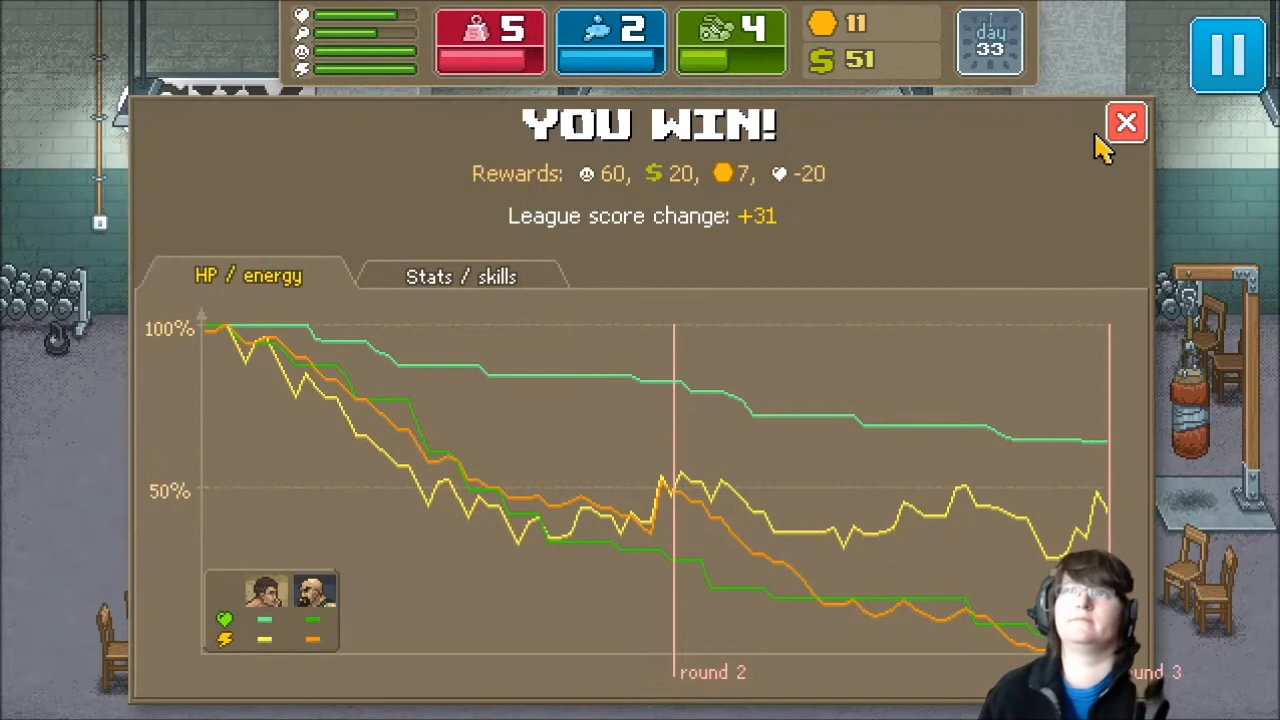 5
2
4
11
$ 51
day
33
YOU WIN!
Rewards: 60, $ 20, 7, -20
League score change: +31
HP / energy
Stats / skills
100%
50%
round 2
und 3